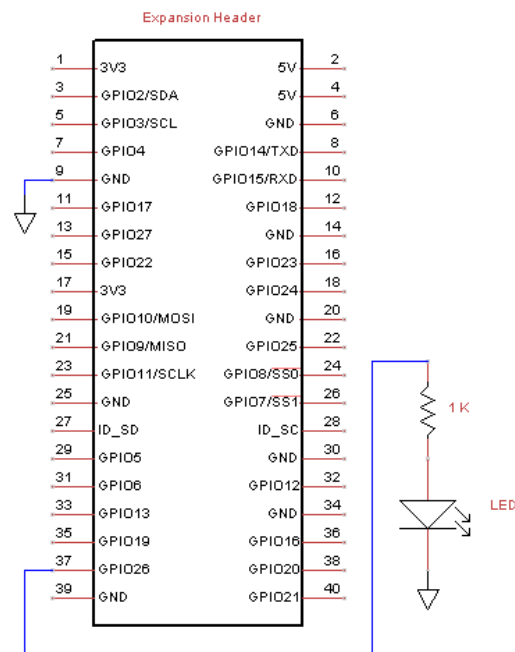 Expansion Header
1 3V3 5V 2
3 GPIO2/SDA 5V 4
5 GPIO3/SCL GND 6
7 GPIO4 GPIO14/TXD 8
9 GND GPIO15/RXD 10
11 GPIO17 GPIO18 12
13 GPIO27 GND 14
15 GPIO22 GPIO23 16
17 3V3 GPIO24 18
19 GPIO10/MOSI GND 20
21 GPIO9/MISO GPIO25 22
23 GPIO11/SCLK GPIO8/SS0 24
25 GND GPIO7/SS1 26
27 ID_SD ID_SC 28
29 GPIO5 GND 30
31 GPIO6 GPIO12 32
33 GPIO13 GND 34
35 GPIO19 GPIO16 36
37 GPIO26 GPIO20 38
39 GND GPIO21 40
1K
LED